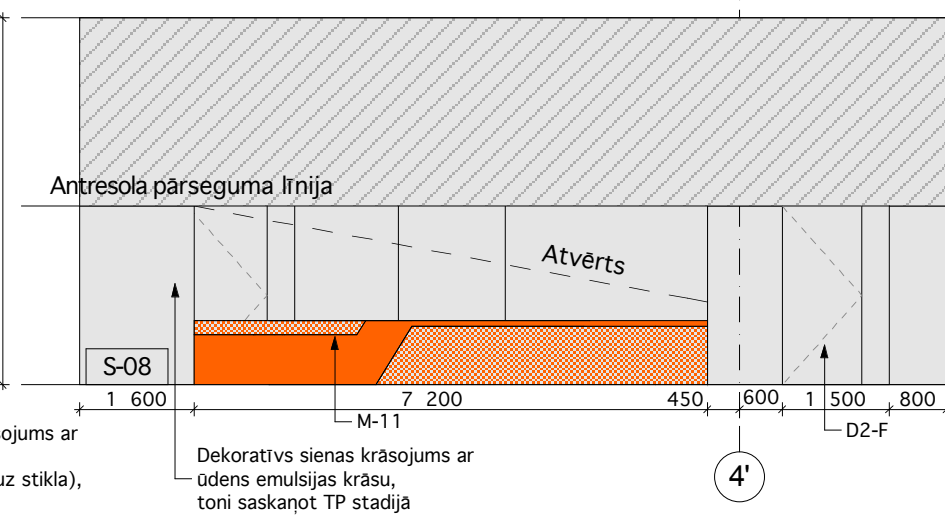 Antresola pārseguma līnija
Atvērts
S-08
1 600
7 200
450
600
1 500
800
M-11
D2-F
sojums ar
uz stikla),
Dekoratīvs sienas krāsojums ar
ūdens emulsijas krāsu,
toni saskaņot TP stadijā
4'